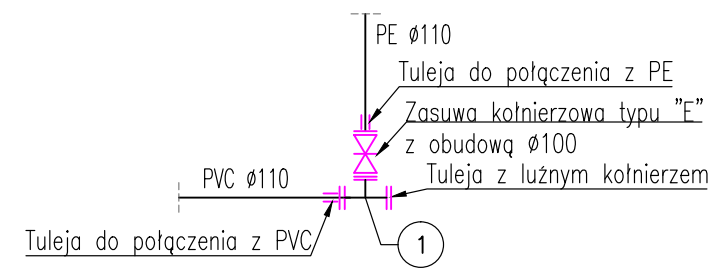 PE ø110
Tuleja do połączenia z PE
Zasuwa kołnierzowa typu "E"
z obudową ø100
PVC ø110
Tuleja z luźnym kołnierzem
Tuleja do połączenia z PVC
1